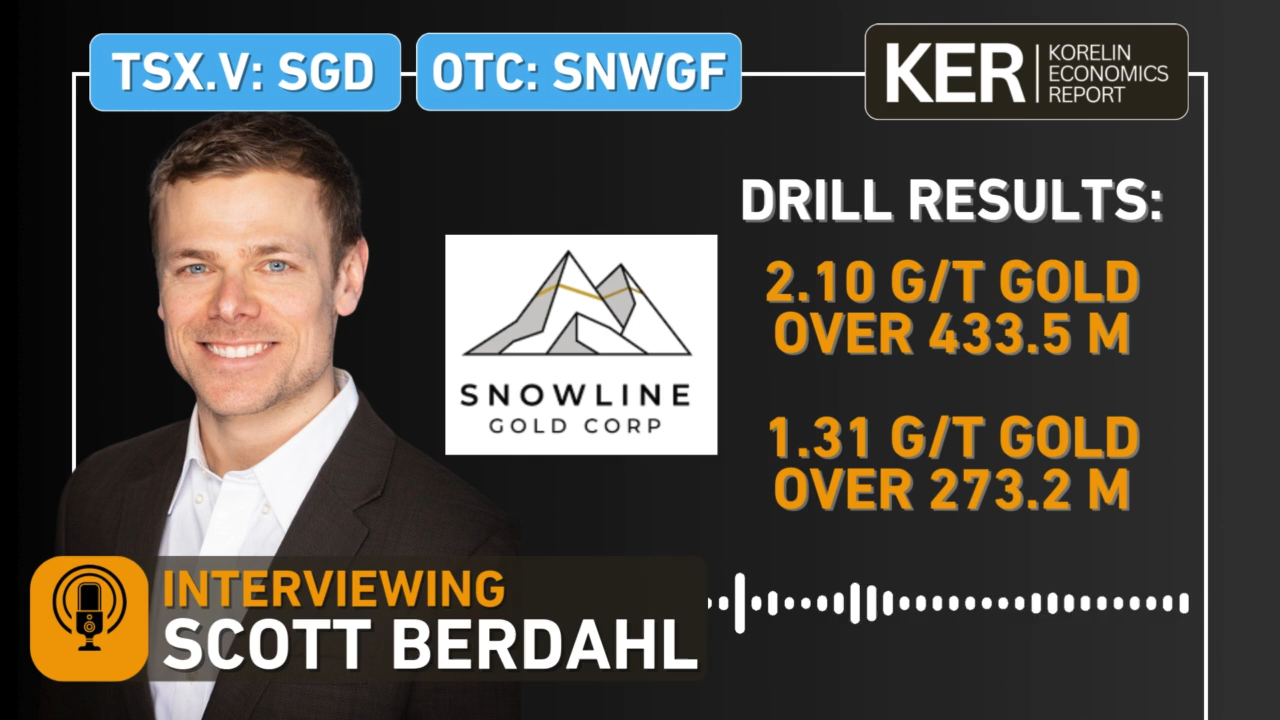 TSX.V: SGD
OTC: SNWGF
KER
KORELIN
ECONOMICS
REPORT
DRILL RESULTS:
2.10 G/T GOLD
OVER 433.5 M
1.31 G/T GOLD
OVER 273.2 M
SNOWLINE
GOLD CORP
INTERVIEWING
SCOTT BERDAHL